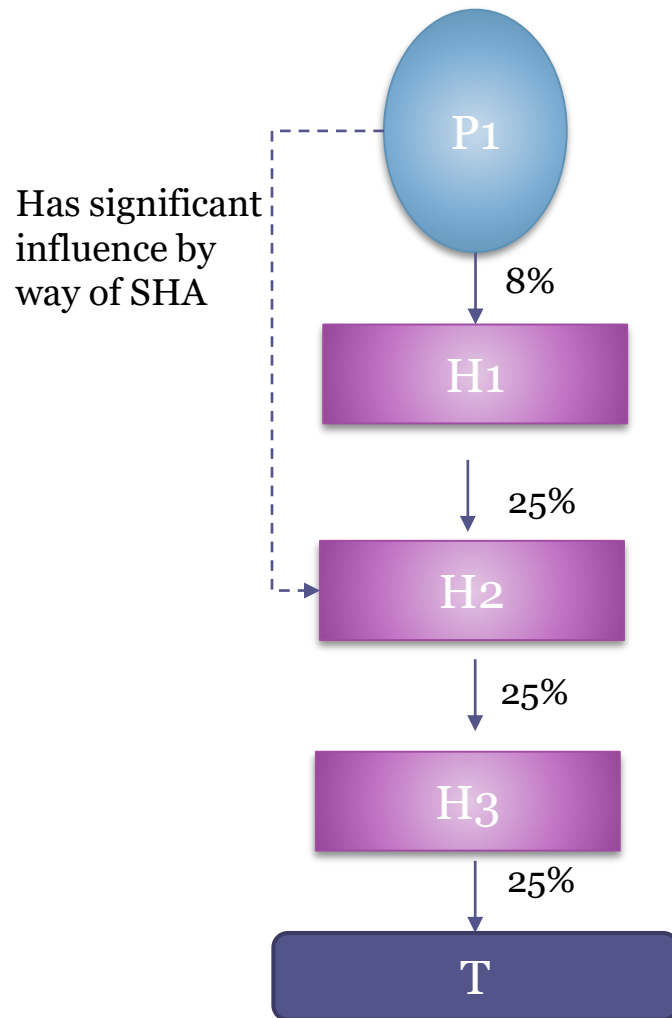 P1
Has significant
influence by
way of SHA
8%
H1
25%
H2
25%
H3
25%
T